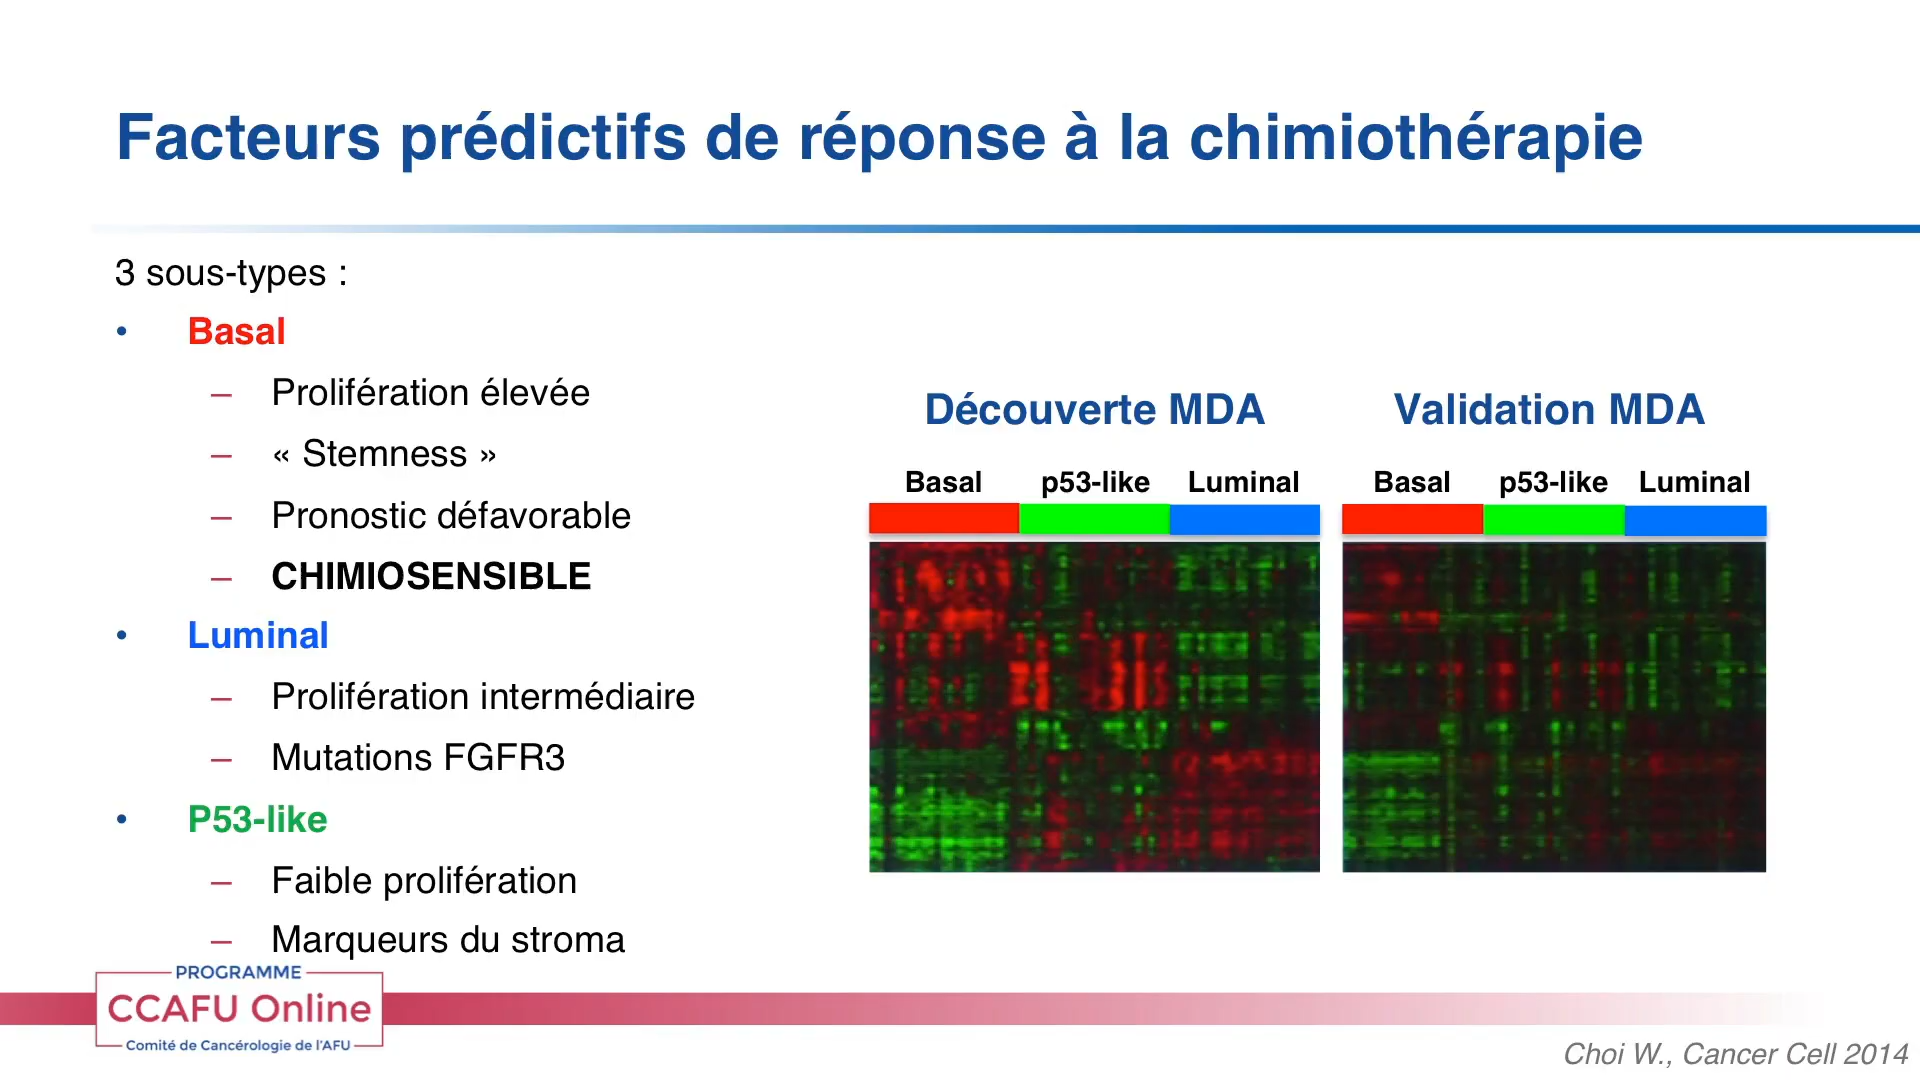 Facteurs prédictifs de réponse à la chimiothérapie
3 sous-types :
• Basal
– Prolifération élevée
– « Stemness »
– Pronostic défavorable
– CHIMIOSENSIBLE
• Luminal
– Prolifération intermédiaire
– Mutations FGFR3
• P53-like
– Faible prolifération
– Marqueurs du stroma
Découverte MDA
Basal p53-like Luminal
Validation MDA
Basal p53-like Luminal
PROGRAMME
CCAFU Online
Comité de Cancérologie de l'AFU
Choi W., Cancer Cell 2014